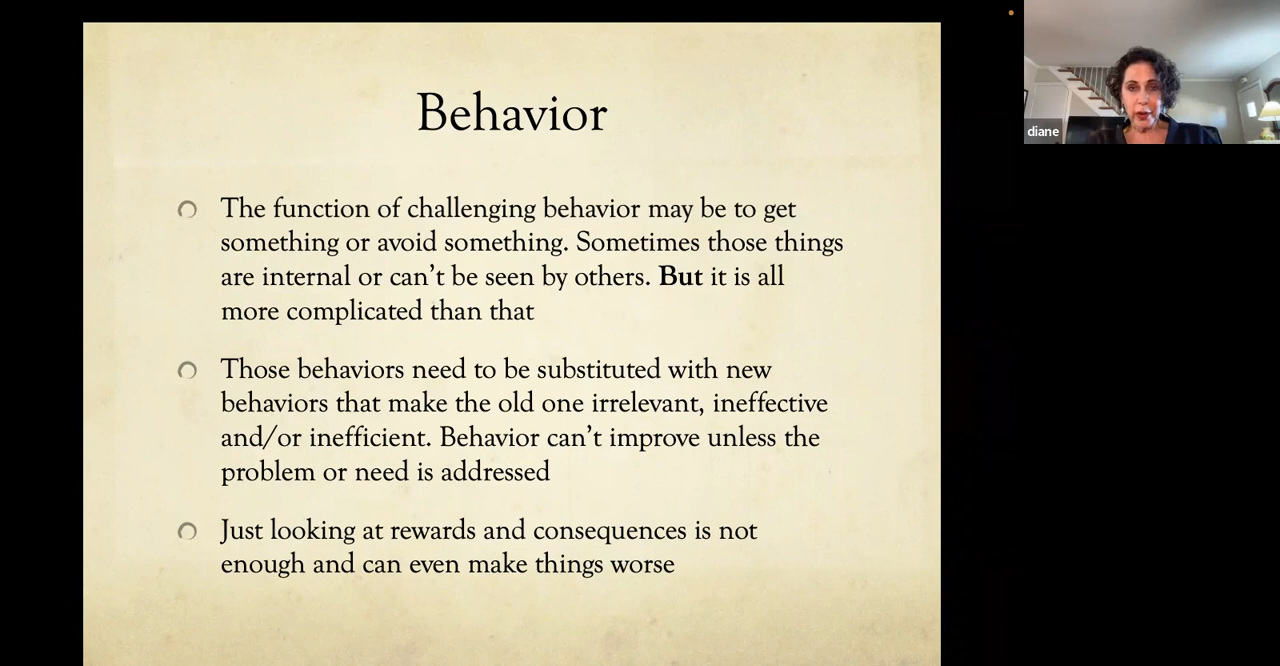 Behavior
The function of challenging behavior may be to get
something or avoid something. Sometimes those things
are internal or can’t be seen by others. But it is all
more complicated than that
Those behaviors need to be substituted with new
behaviors that make the old one irrelevant, ineffective
and/or inefficient. Behavior can’t improve unless the
problem or need is addressed
Just looking at rewards and consequences is not
enough and can even make things worse
diane